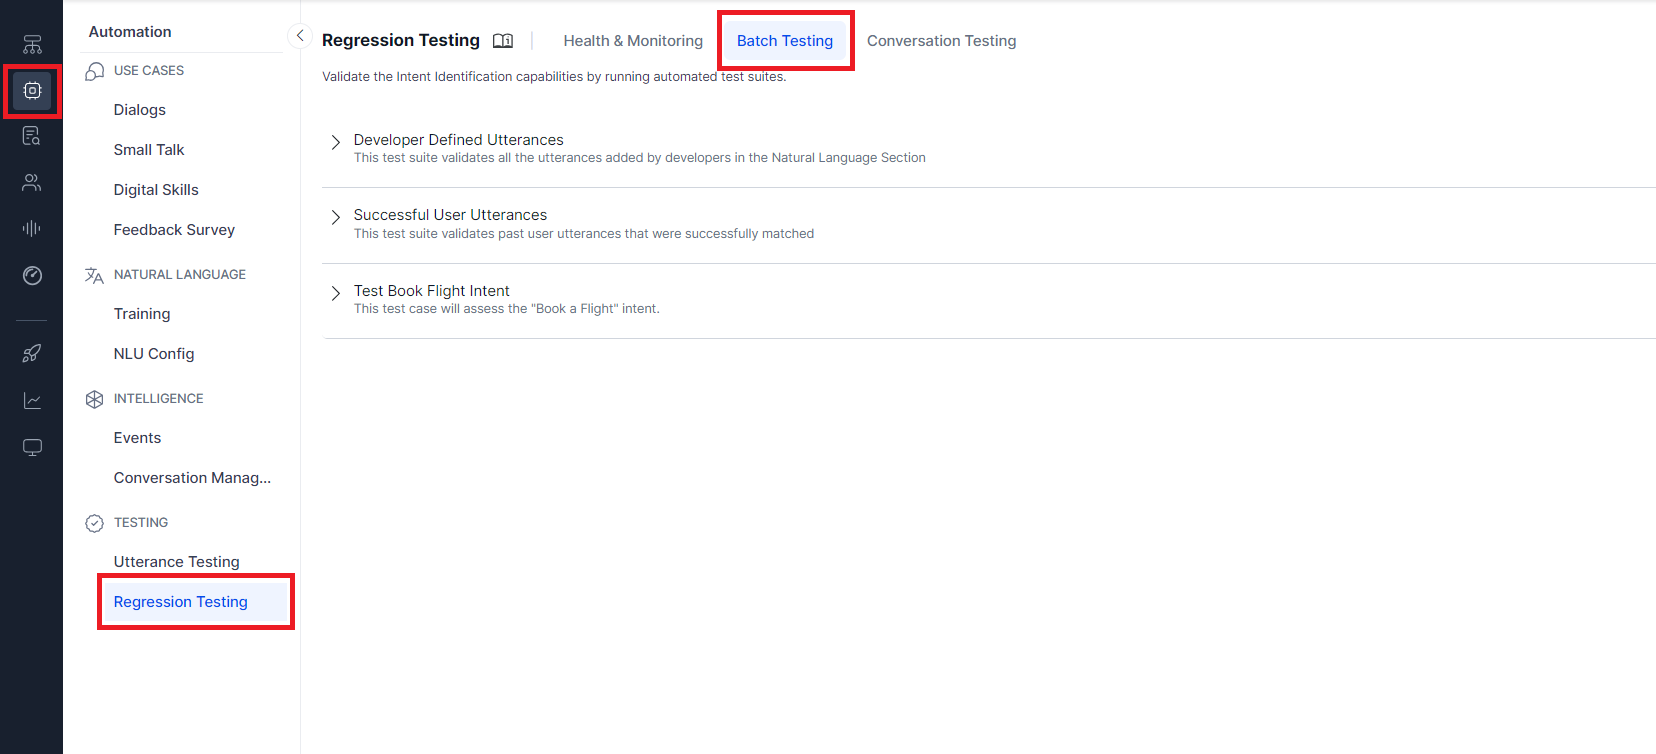 Automation
USE CASES
Dialogs
Small Talk
Digital Skills
Feedback Survey
NATURAL LANGUAGE
Training
NLU Config
INTELLIGENCE
Events
Conversation Manag...
TESTING
Utterance Testing
Regression Testing
Regression Testing Health & Monitoring Batch Testing Conversation Testing
Validate the Intent Identification capabilities by running automated test suites.
Developer Defined Utterances
This test suite validates all the utterances added by developers in the Natural Language Section
Successful User Utterances
This test suite validates past user utterances that were successfully matched
Test Book Flight Intent
This test case will assess the "Book a Flight" intent.